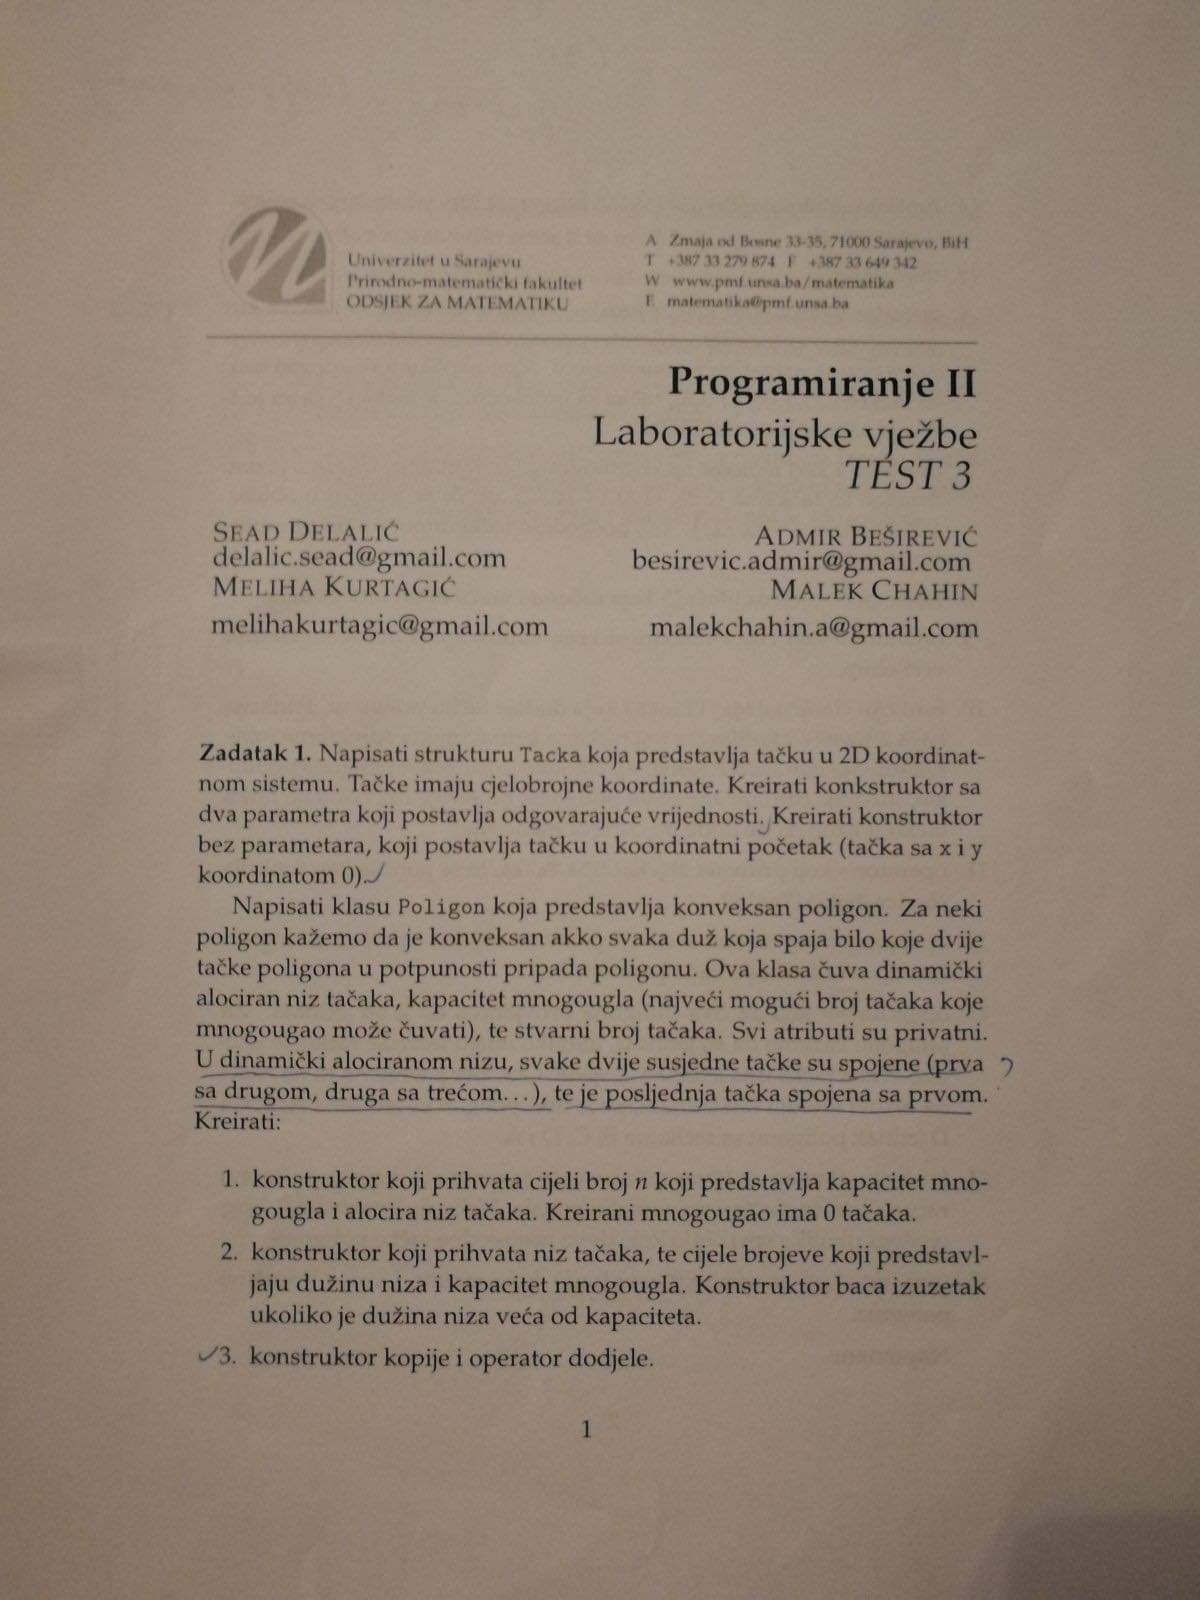 Univerzitet u Sarajevu
Prirodno-matematički fakultet
ODSJEK ZA MATEMATIKU
A Zmaja od Bosne 33-35, 71000 Sarajevo, BiH
T +387 33 279 874 F +387 33 649 342
W www.pmf.unsa.ba/matematika
E matematika@pmf.unsa.ba
Programiranje II
Laboratorijske vježbe
TEST 3
SEAD DELALIĆ
delalic.sead@gmail.com
MELIHA KURTAGIĆ
melihakurtagic@gmail.com
ADMIR BEŠIREVIĆ
besirevic.admir@gmail.com
MALEK CHAHIN
malekchahin.a@gmail.com
Zadatak 1. Napisati strukturu Tacka koja predstavlja tačku u 2D koordinat-
nom sistemu. Tačke imaju cjelobrojne koordinate. Kreirati konkstruktor sa
dva parametra koji postavlja odgovarajuće vrijednosti. Kreirati konstruktor
bez parametara, koji postavlja tačku u koordinatni početak (tačka sa x i y
koordinatom 0).
Napisati klasu Poligon koja predstavlja konveksan poligon. Za neki
poligon kažemo da je konveksan akko svaka duž koja spaja bilo koje dvije
tačke poligona u potpunosti pripada poligonu. Ova klasa čuva dinamički
alociran niz tačaka, kapacitet mnogougla (najveći mogući broj tačaka koje
mnogougao može čuvati), te stvarni broj tačaka. Svi atributi su privatni.
U dinamički alociranom nizu, svake dvije susjedne tačke su spojene (prva
sa drugom, druga sa trećom...), te je posljednja tačka spojena sa prvom.
Kreirati:
1. konstruktor koji prihvata cijeli broj n koji predstavlja kapacitet mno-
gougla i alocira niz tačaka. Kreirani mnogougao ima 0 tačaka.
2. konstruktor koji prihvata niz tačaka, te cijele brojeve koji predstavl-
jaju dužinu niza i kapacitet mnogougla. Konstruktor baca izuzetak
ukoliko je dužina niza veća od kapaciteta.
3. konstruktor kopije i operator dodjele.
1